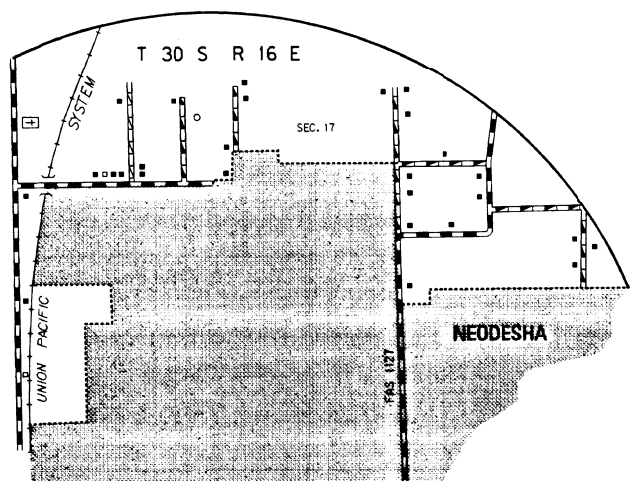 T 30 S R 16 E
SYSTEM
SEC. 17
UNION PACIFIC
NEODESHA
FAS 1127